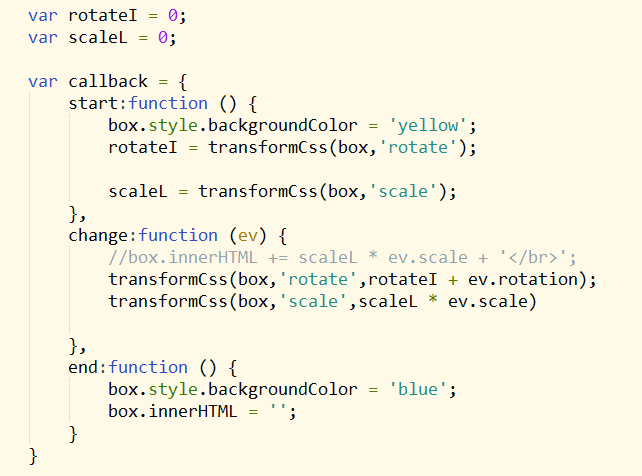 var rotateI = 0;
var scaleL = 0;
var callback = {
start:function () {
box.style.backgroundColor = 'yellow';
rotateI = transformCss(box,'rotate');
scaleL = transformCss(box,'scale');
},
change:function (ev) {
//box.innerHTML += scaleL * ev.scale + '</br>';
transformCss(box,'rotate',rotateI + ev.rotation);
transformCss(box,'scale',scaleL * ev.scale)
},
end:function () {
box.style.backgroundColor = 'blue';
box.innerHTML = '';
}
}